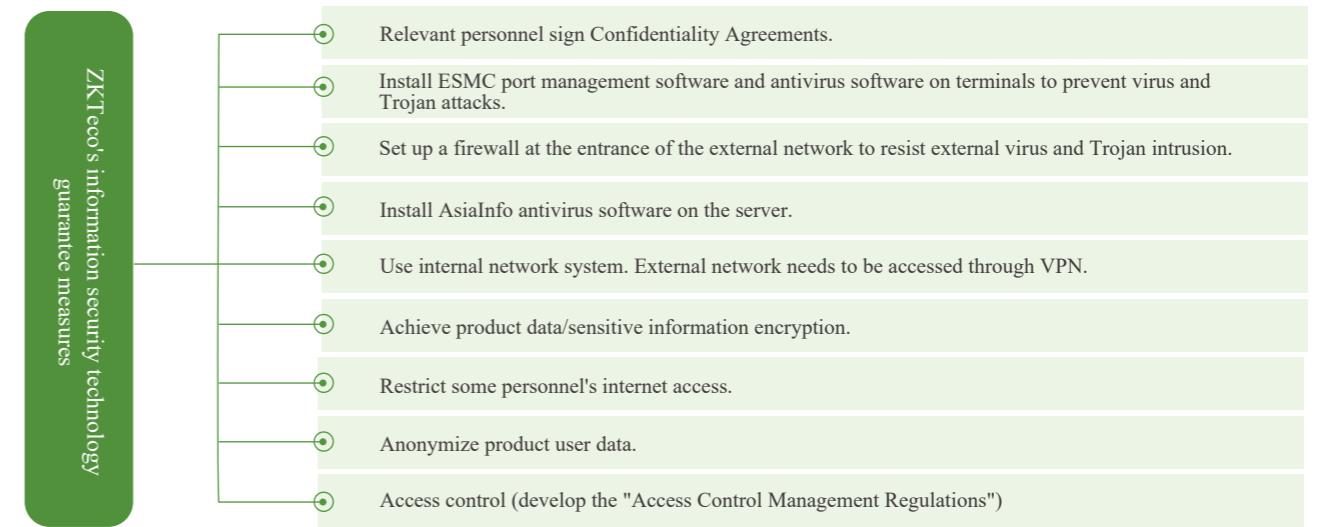 ZKTeco's information security technology
guarantee measures
Relevant personnel sign Confidentiality Agreements.
Install ESMC port management software and antivirus software on terminals to prevent virus and
Trojan attacks.
Set up a firewall at the entrance of the external network to resist external virus and Trojan intrusion.
Install AsiaInfo antivirus software on the server.
Use internal network system. External network needs to be accessed through VPN.
Achieve product data/sensitive information encryption.
Restrict some personnel's internet access.
Anonymize product user data.
Access control (develop the "Access Control Management Regulations")